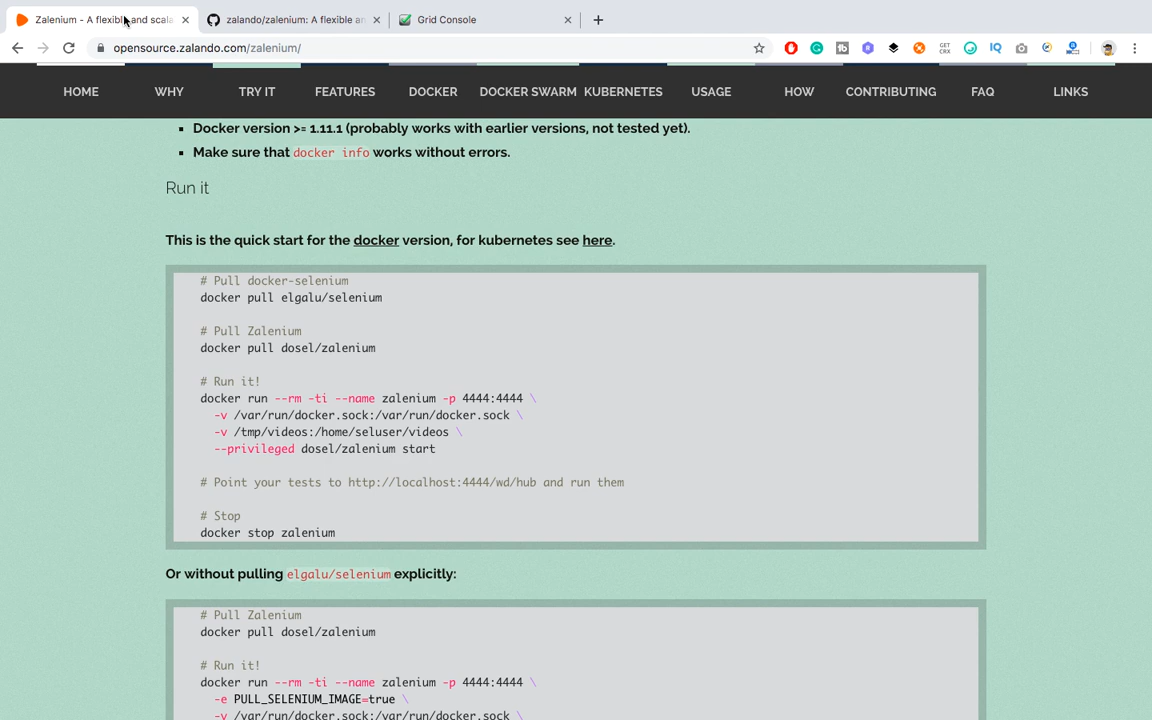 Zalenium - A flexible and scala
zalando/zalenium: A flexible an
Grid Console
opensource.zalando.com/zalenium/
GET
CRX
IQ
HOME
WHY
TRY IT
FEATURES
DOCKER
DOCKER SWARM
KUBERNETES
USAGE
HOW
CONTRIBUTING
FAQ
LINKS
Docker version >= 1.11.1 (probably works with earlier versions, not tested yet).
Make sure that docker info works without errors.
Run it
This is the quick start for the docker version, for kubernetes see here.
# Pull docker-selenium
docker pull elgalu/selenium
# Pull Zalenium
docker pull dosel/zalenium
# Run it!
docker run --rm -ti --name zalenium -p 4444:4444 \
-v /var/run/docker.sock:/var/run/docker.sock \
-v /tmp/videos:/home/seluser/videos \
--privileged dosel/zalenium start
# Point your tests to http://localhost:4444/wd/hub and run them
# Stop
docker stop zalenium
Or without pulling elgalu/selenium explicitly:
# Pull Zalenium
docker pull dosel/zalenium
# Run it!
docker run --rm -ti --name zalenium -p 4444:4444 \
-e PULL_SELENIUM_IMAGE=true \
-v /var/run/docker.sock:/var/run/docker.sock \